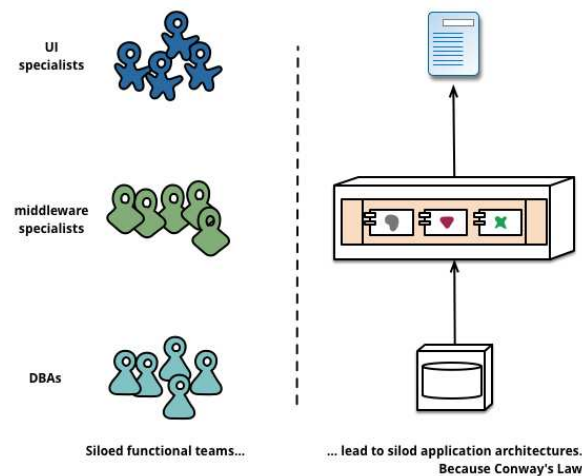 UI
specialists
middleware
specialists
DBAs
Siloed functional teams...
... lead to silod application architectures.
Because Conway's Law